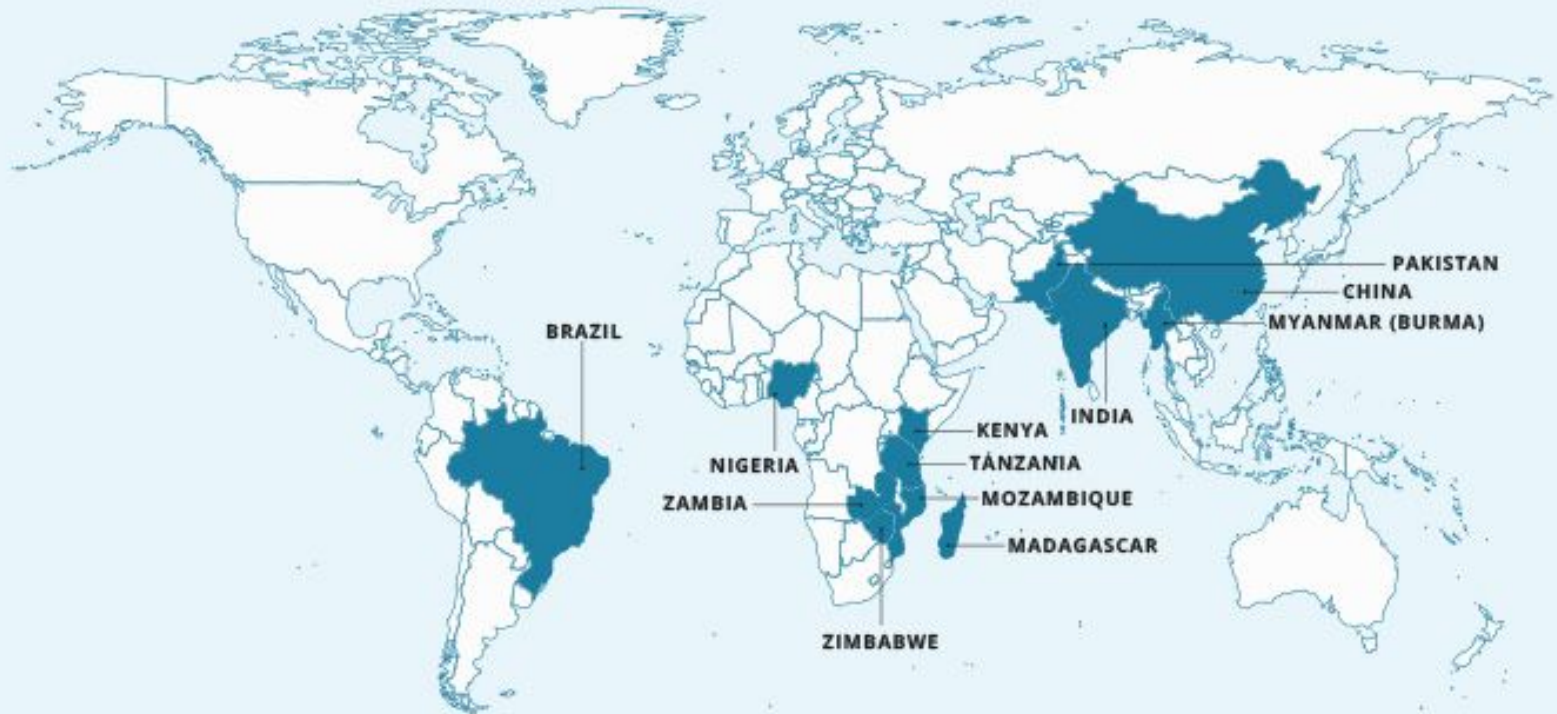 PAKISTAN
CHINA
MYANMAR (BURMA)
BRAZIL
INDIA
KENYA
NIGERIA
TANZANIA
ZAMBIA
MOZAMBIQUE
MADAGASCAR
ZIMBABWE